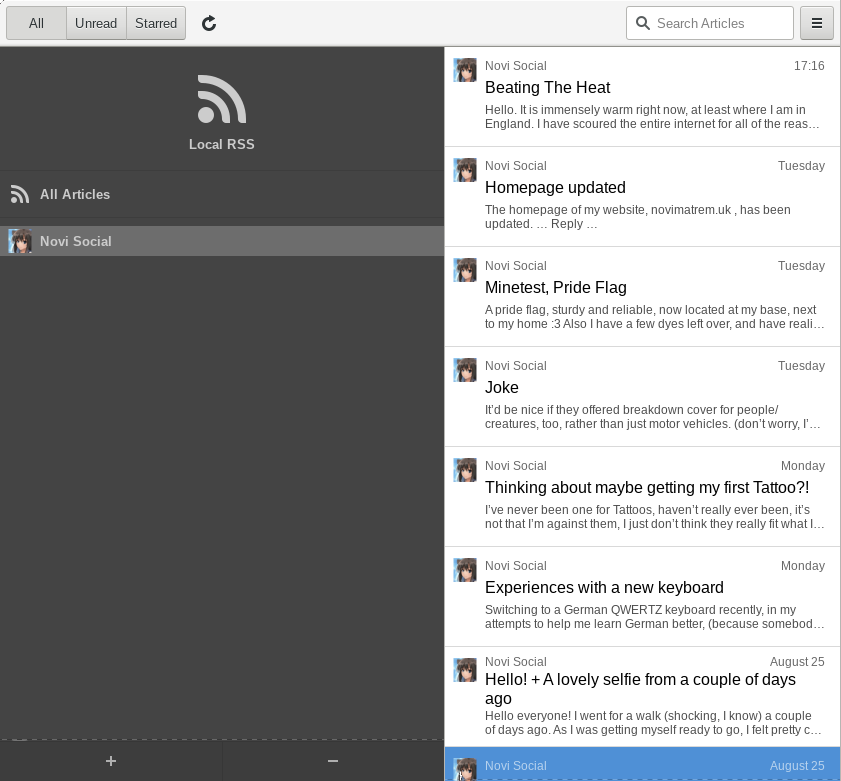 All Unread Starred Search Articles
Local RSS
All Articles
Novi Social
Novi Social 17:16
Beating The Heat
Hello. It is immensely warm right now, at least where I am in
England. I have scoured the entire internet for all of the reas…
Novi Social Tuesday
Homepage updated
The homepage of my website, novimatrem.uk , has been
updated. … Reply …
Novi Social Tuesday
Minetest, Pride Flag
A pride flag, sturdy and reliable, now located at my base, next
to my home :3 Also I have a few dyes left over, and have reali…
Novi Social Tuesday
Joke
It’d be nice if they offered breakdown cover for people/
creatures, too, rather than just motor vehicles. (don’t worry, I’…
Novi Social Monday
Thinking about maybe getting my first Tattoo?!
I’ve never been one for Tattoos, haven’t really ever been, it’s
not that I’m against them, I just don’t think they really fit what I…
Novi Social Monday
Experiences with a new keyboard
Switching to a German QWERTZ keyboard recently, in my
attempts to help me learn German better, (because somebod…
Novi Social August 25
Hello! + A lovely selfie from a couple of days
ago
Hello everyone! I went for a walk (shocking, I know) a couple
of days ago. As I was getting myself ready to go, I felt pretty c…
Novi Social August 25